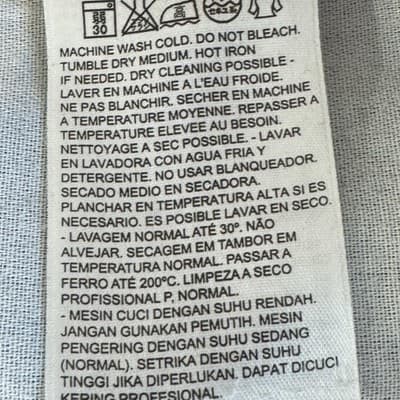 30
MACHINE WASH COLD. DO NOT BLEACH.
TUMBLE DRY MEDIUM. HOT IRON
IF NEEDED. DRY CLEANING POSSIBLE -
LAVER EN MACHINE A L'EAU FROIDE.
NE PAS BLANCHIR. SECHER EN MACHINE
A TEMPERATURE MOYENNE. REPASSER A
TEMPERATURE ELEVEE AU BESOIN.
NETTOYAGE A SEC POSSIBLE. - LAVAR
EN LAVADORA CON AGUA FRIA Y
DETERGENTE. NO USAR BLANQUEADOR.
SECADO MEDIO EN SECADORA.
PLANCHAR EN TEMPERATURA ALTA SI ES
NECESARIO. ES POSIBLE LAVAR EN SECO.
- LAVAGEM NORMAL ATÉ 30º. NÃO
ALVEJAR. SECAGEM EM TAMBOR EM
TEMPERATURA NORMAL. PASSAR A
FERRO ATÉ 200ºC. LIMPEZA A SECO
PROFISSIONAL P, NORMAL.
- MESIN CUCI DENGAN SUHU RENDAH.
JANGAN GUNAKAN PEMUTIH. MESIN
PENGERING DENGAN SUHU SEDANG
(NORMAL). SETRIKA DENGAN SUHU
TINGGI JIKA DIPERLUKAN. DAPAT DICUCI
KERING PROFESIONAL.